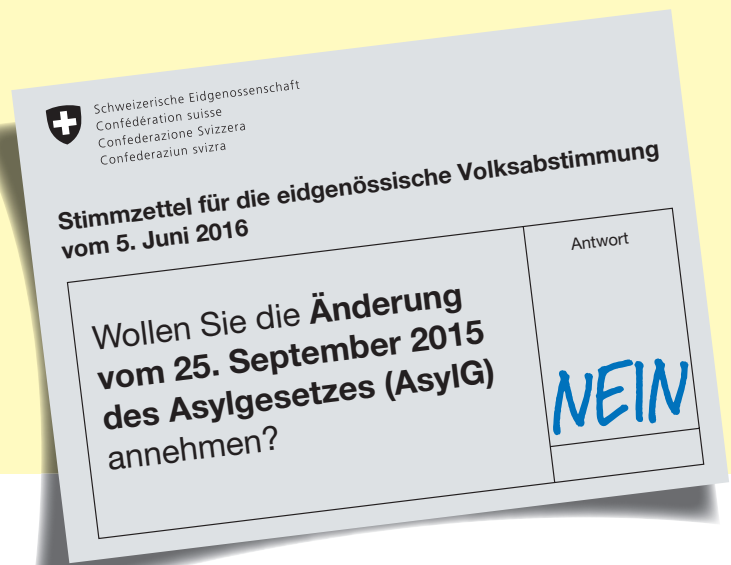 Schweizerische Eidgenossenschaft
Confédération suisse
Confederazione Svizzera
Confederaziun svizra
Stimmzettel für die eidgenössische Volksabstimmung
vom 5. Juni 2016
Antwort
Wollen Sie die Änderung
vom 25. September 2015
des Asylgesetzes (AsylG)
annehmen?
NEIN